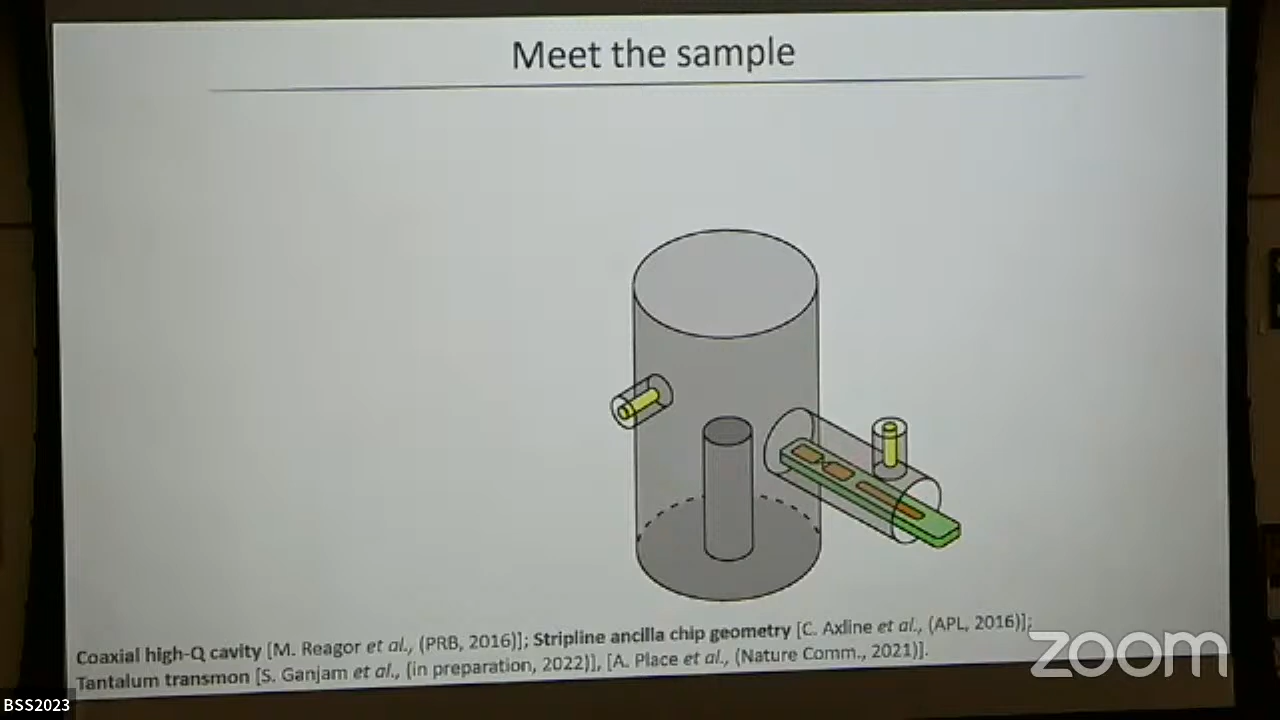 Meet the sample
Coaxial high-Q cavity [M. Reagor et al., (PRB, 2016)]; Stripline ancilla chip geometry [C. Axline et al., (APL, 2016)];
Tantalum transmon [S. Ganjam et al., (in preparation, 2022)], [A. Place et al., (Nature Comm., 2021)].
zoom
BSS2023